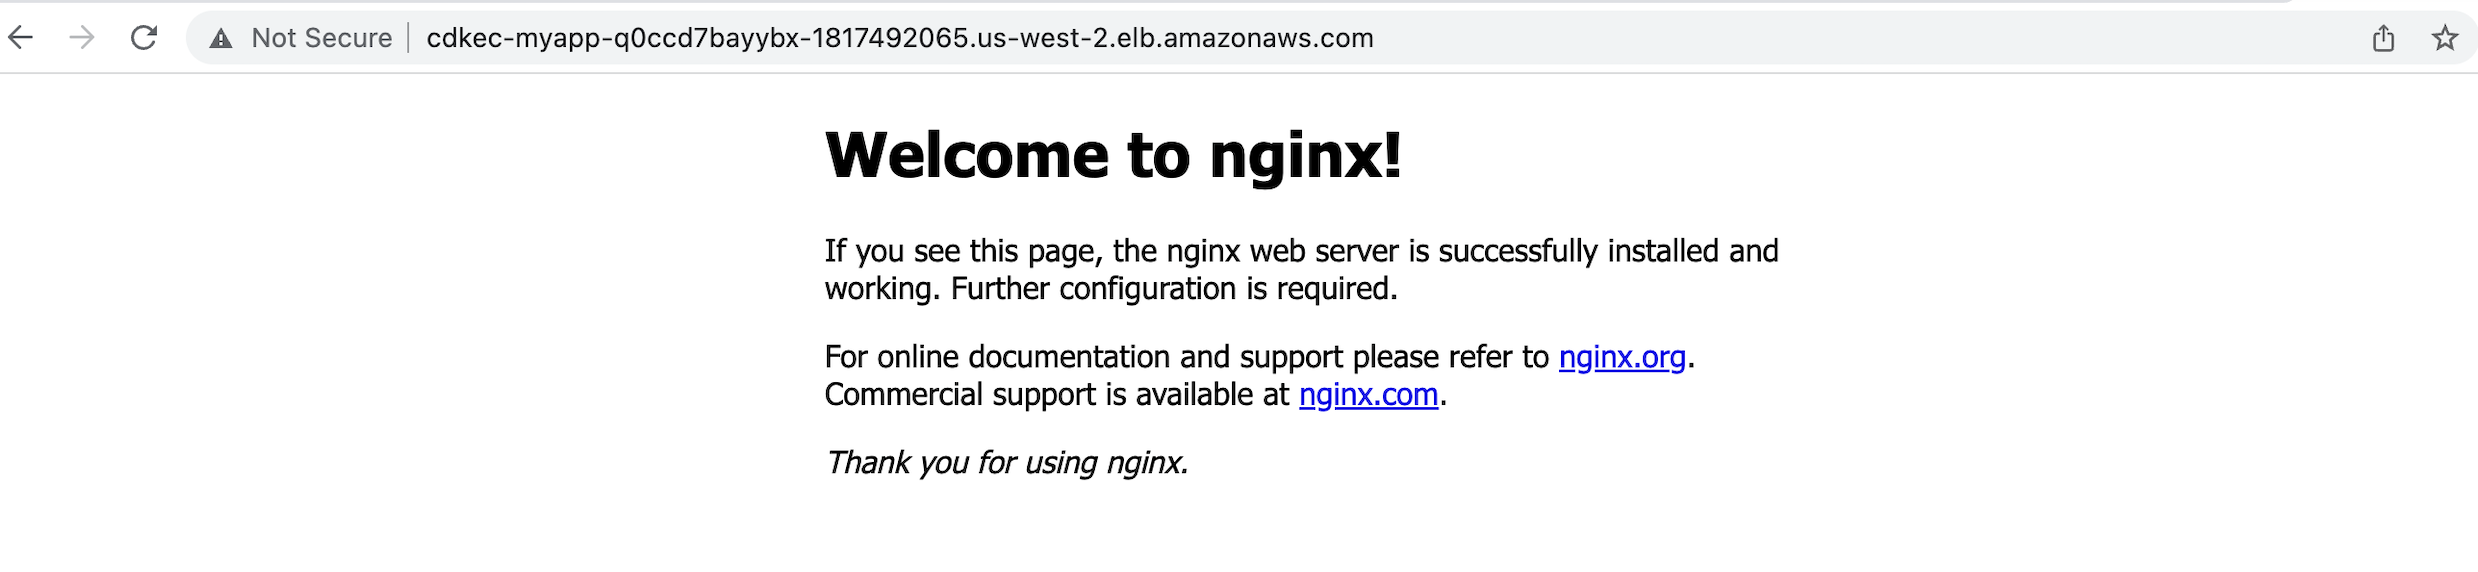 Not Secure cdkec-myapp-q0ccd7bayybx-1817492065.us-west-2.elb.amazonaws.com
Welcome to nginx!
If you see this page, the nginx web server is successfully installed and
working. Further configuration is required.
For online documentation and support please refer to nginx.org.
Commercial support is available at nginx.com.
Thank you for using nginx.